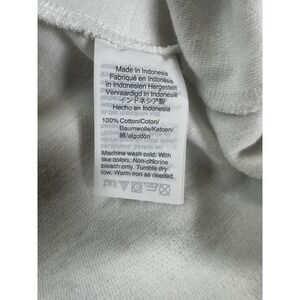 Made in Indonesia
Fabriqué en Indonésie
in Indonesien Hergestellt
Vervaardigd in Indonesie
インドネシア製
Hecho en Indonesia
100% Cotton/Coton/
Baumwolle/Katoen/
綿/algodón
Machine wash cold. With
like colors. Non-chlorine
bleach only. Tumble dry
low. Warm iron as needed.